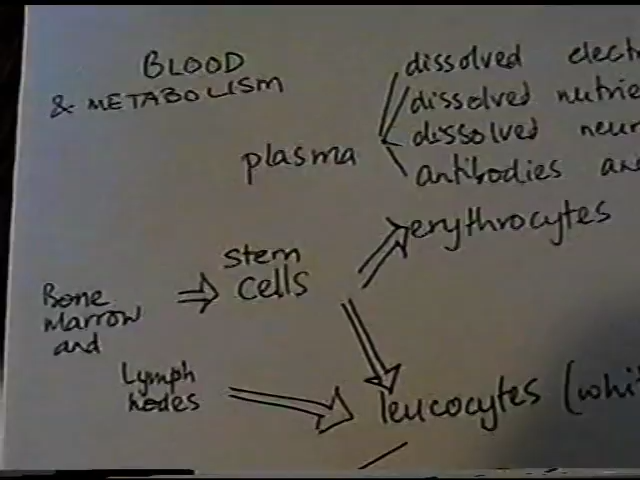 BLOOD
& METABOLISM
dissolved
dissolved
dissolved
antibodies
plasma
erythrocytes
stem
cells
Bone
marrow
and
Lymph
nodes
leucocytes